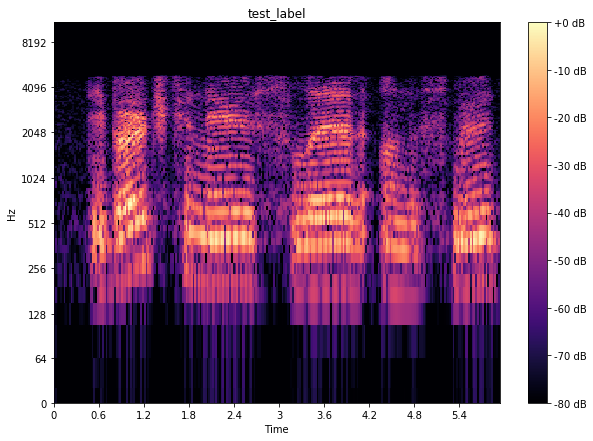 test_label
8192
4096
2048
1024
512
256
128
64
0
Hz
0 0.6 1.2 1.8 2.4 3 3.6 4.2 4.8 5.4
Time
+0 dB
-10 dB
-20 dB
-30 dB
-40 dB
-50 dB
-60 dB
-70 dB
-80 dB